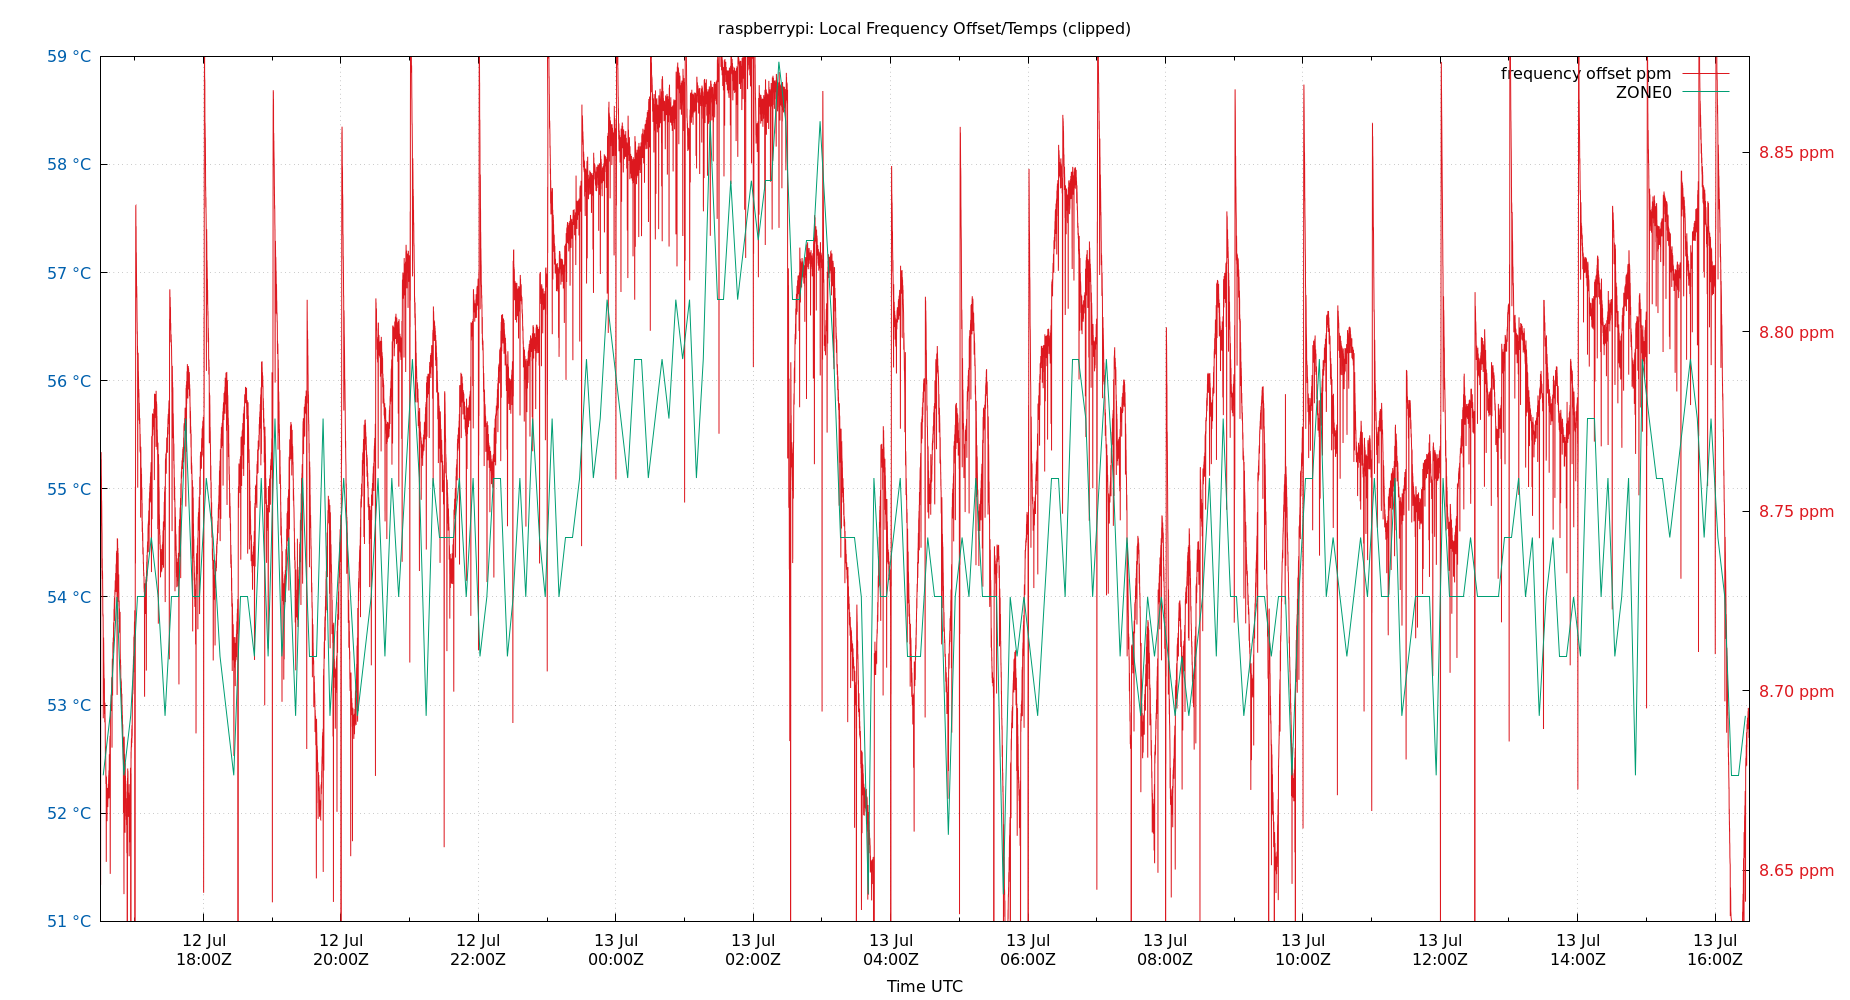 raspberrypi: Local Frequency Offset/Temps (clipped)
59 °C
58 °C
57 °C
56 °C
55 °C
54 °C
53 °C
52 °C
51 °C
frequency offset ppm
ZONE0
8.85 ppm
8.80 ppm
8.75 ppm
8.70 ppm
8.65 ppm
12 Jul
18:00Z
12 Jul
20:00Z
12 Jul
22:00Z
13 Jul
00:00Z
13 Jul
02:00Z
13 Jul
04:00Z
13 Jul
06:00Z
13 Jul
08:00Z
13 Jul
10:00Z
13 Jul
12:00Z
13 Jul
14:00Z
13 Jul
16:00Z
Time UTC